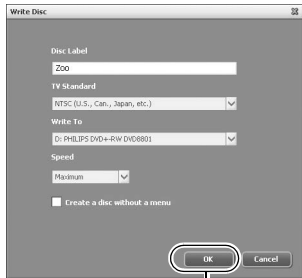 Write Disc
Disc Label
Zoo
TV Standard
NTSC (U.S., Can., Japan, etc.)
Write To
D: PHILIPS DVD+-RW DVD8801
Speed
Maximum
Create a disc without a menu
OK Cancel